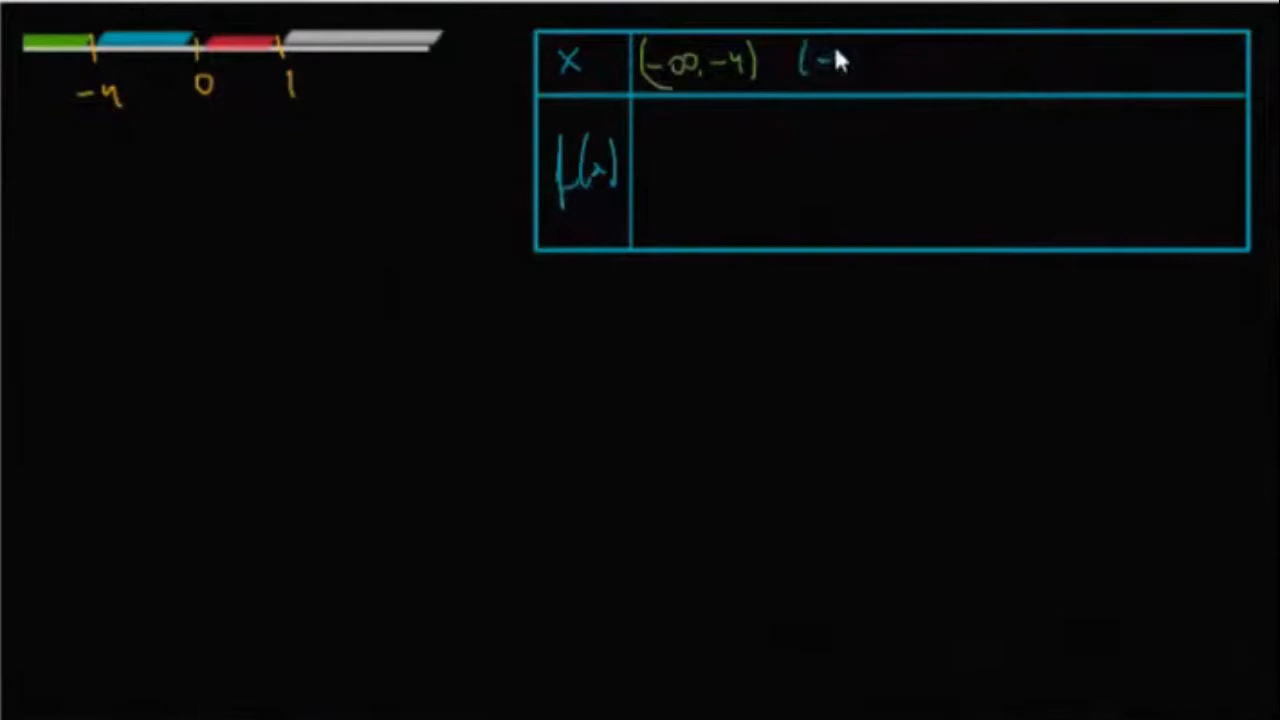 -4 0 1
x (-∞, -4) (-
f(x)